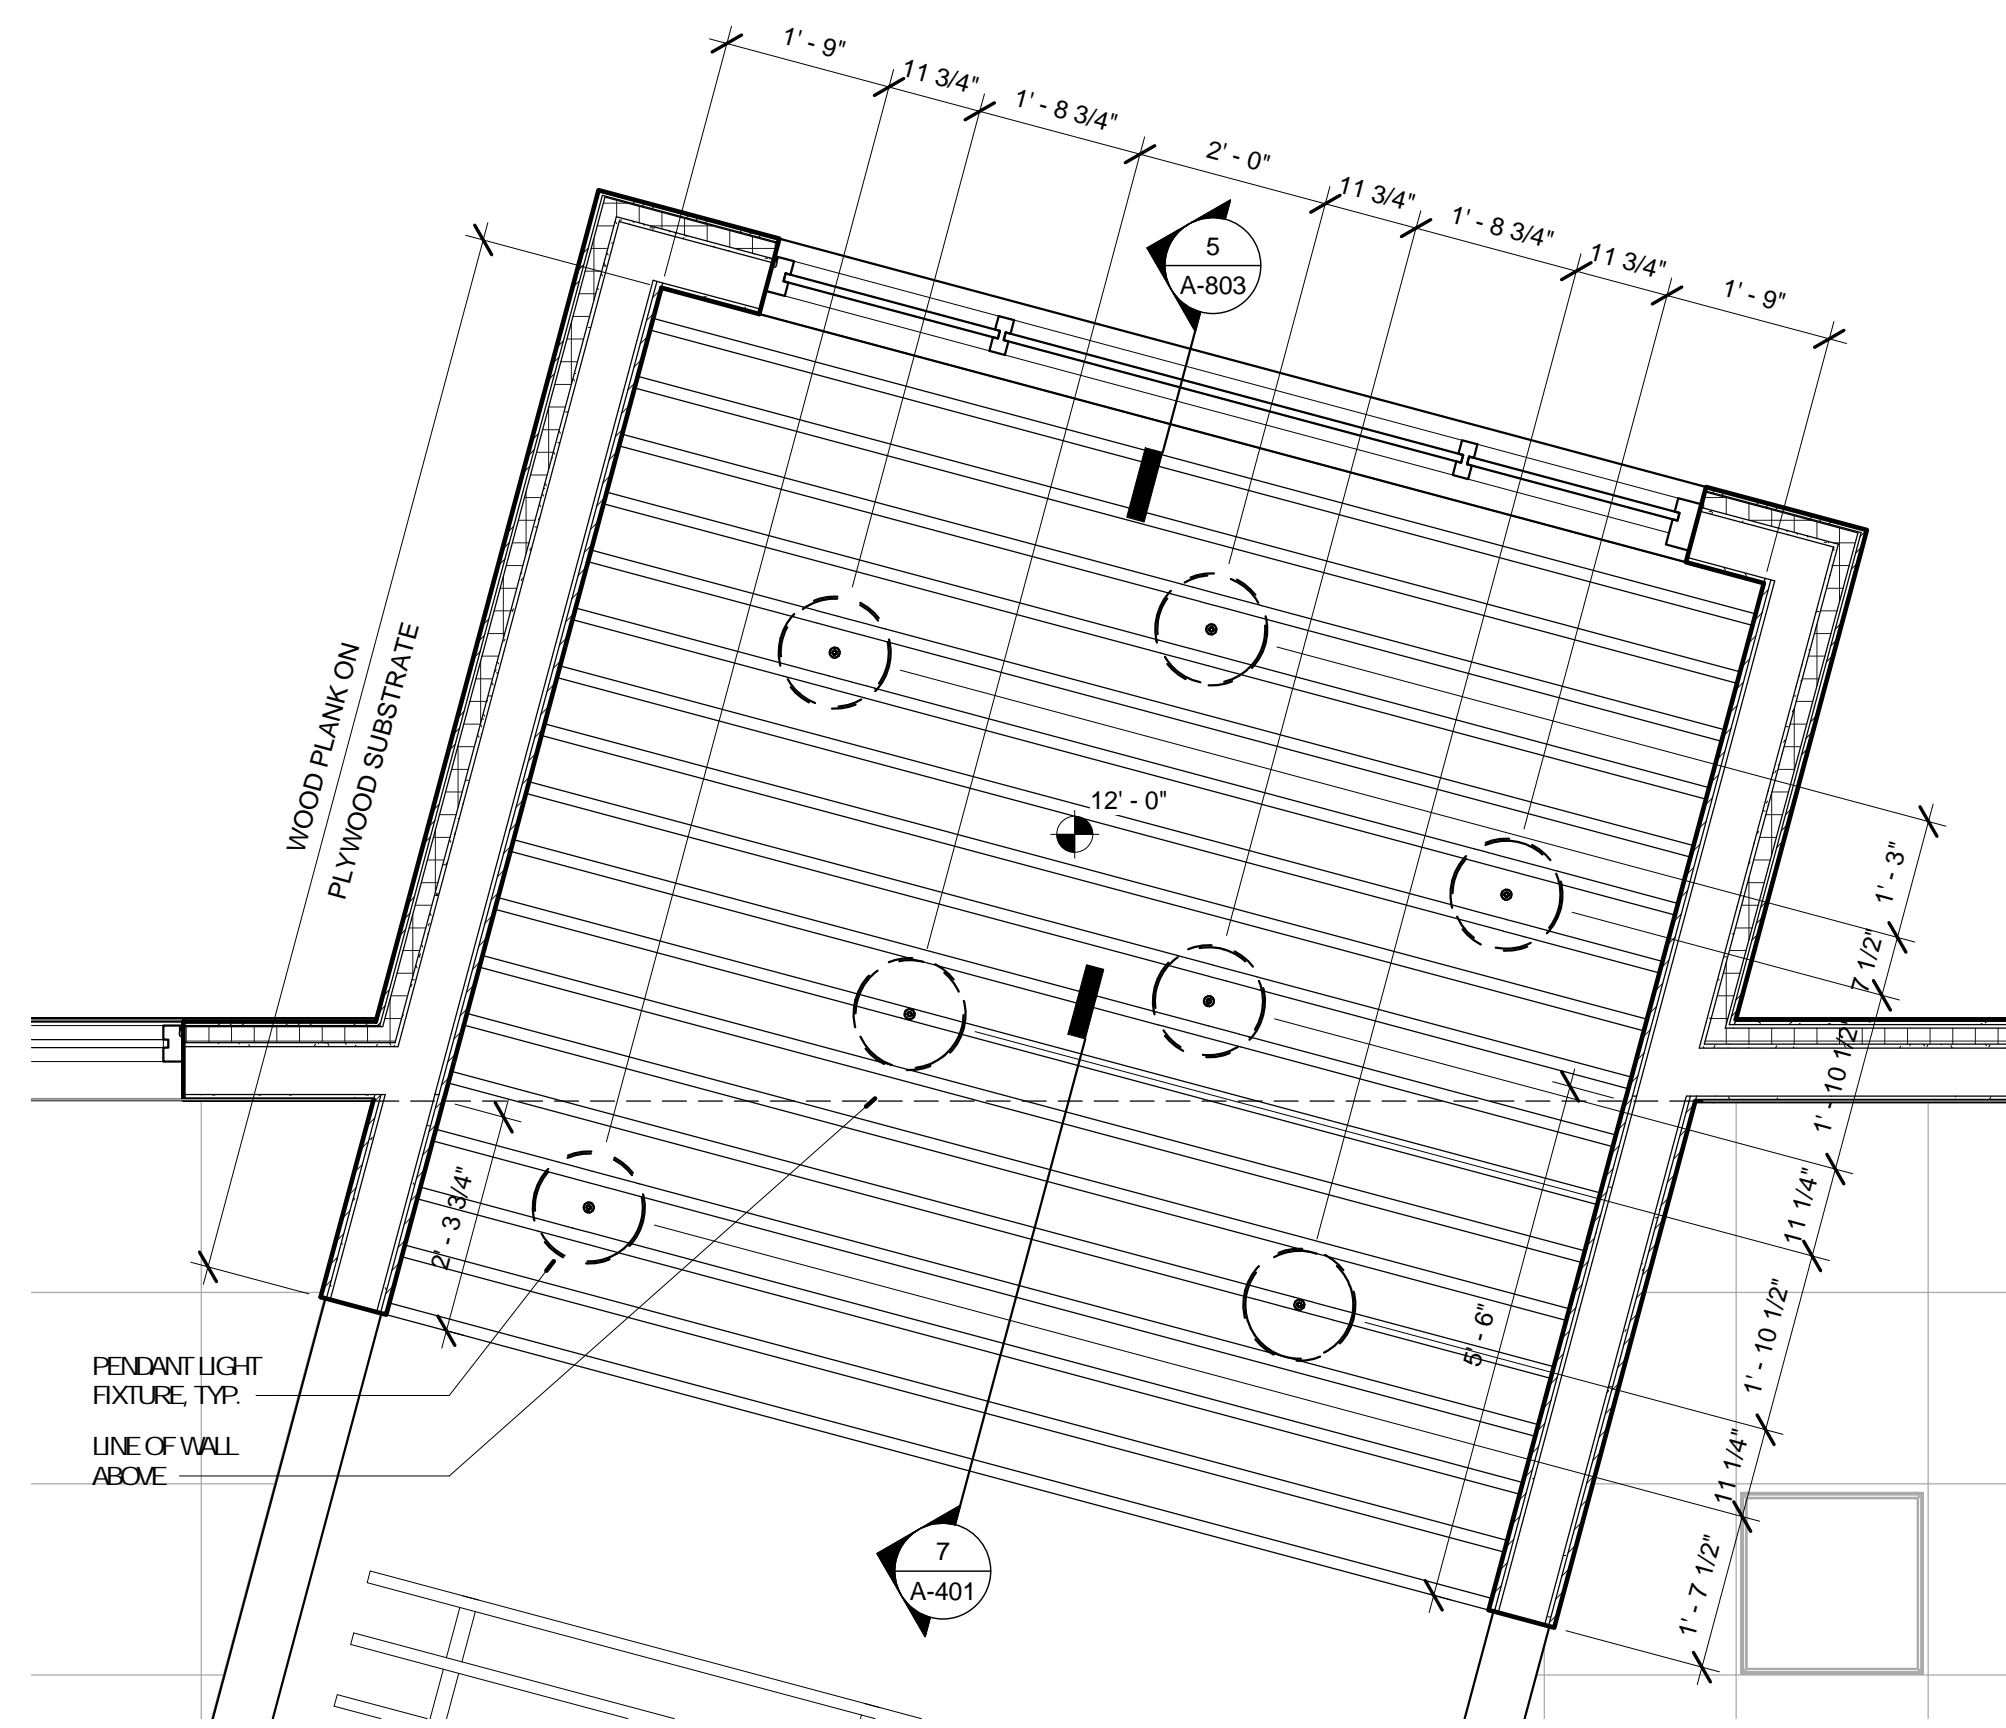 1' - 9"
11 3/4"
1' - 8 3/4"
2' - 0"
11 3/4"
1' - 8 3/4"
11 3/4"
1' - 9"
5
A-803
WOOD PLANK ON
PLYWOOD SUBSTRATE
12' - 0"
1' - 3"
7 1/2"
1' - 10 1/2"
11 1/4"
1' - 10 1/2"
11 1/4"
1' - 7 1/2"
2' - 3 3/4"
5' - 6"
PENDANT LIGHT
FIXTURE, TYP.
LINE OF WALL
ABOVE
7
A-401